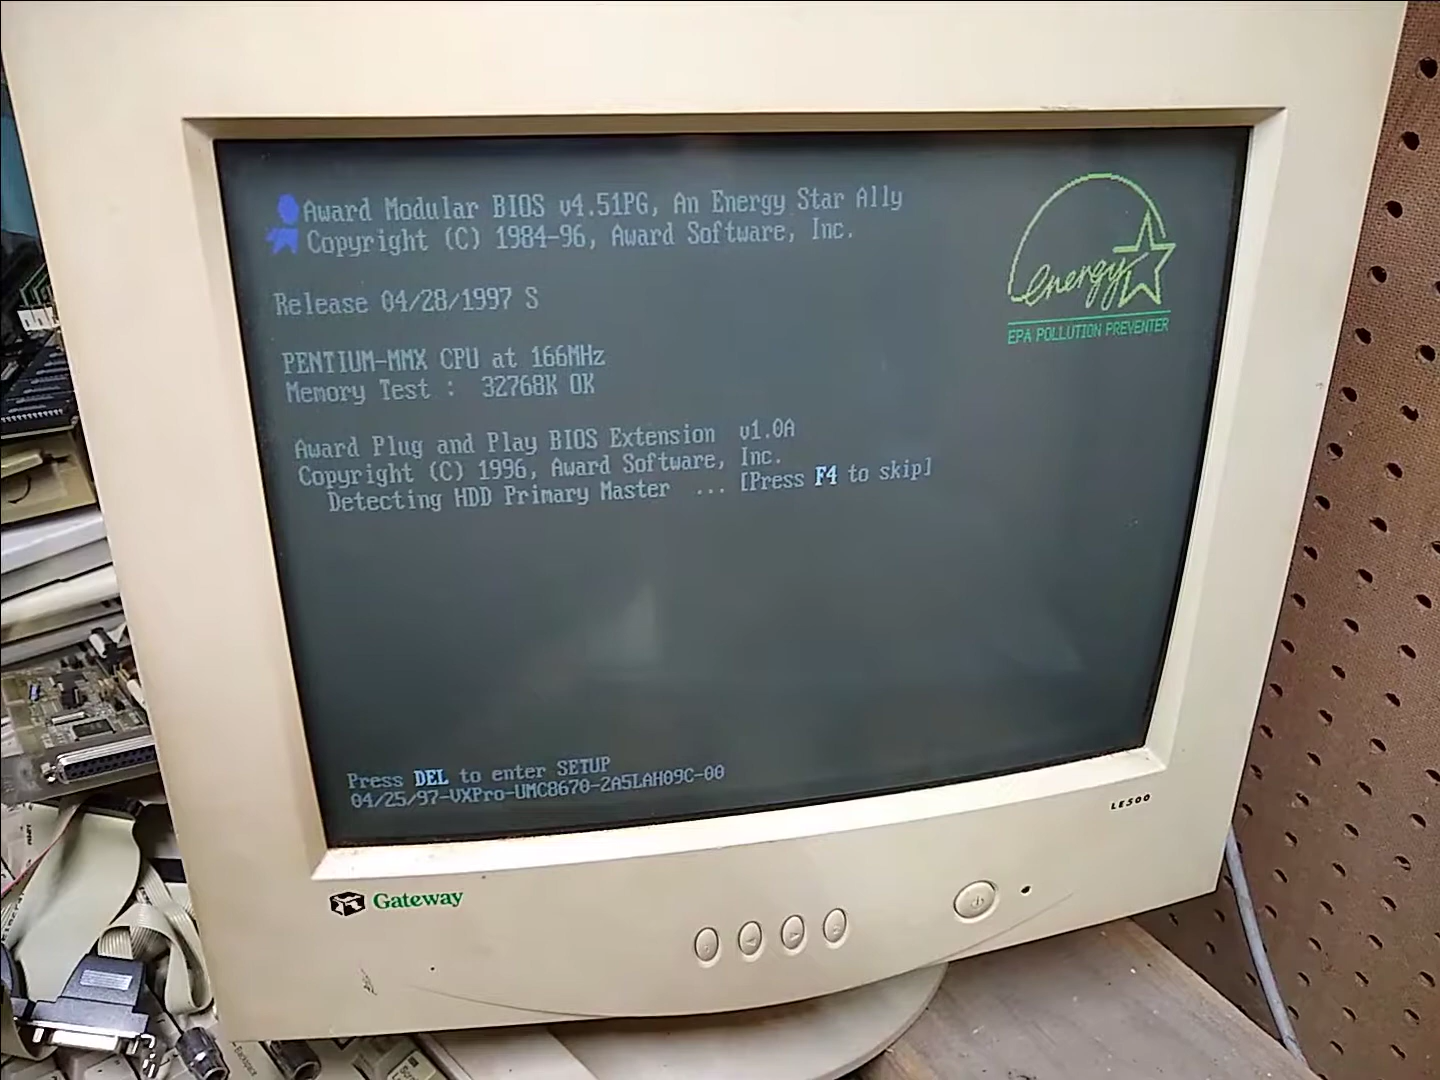 Award Modular BIOS v4.51PG, An Energy Star Ally
Copyright (C) 1984-96, Award Software, Inc.
energy
EPA POLLUTION PREVENTER
Release 04/28/1997 S
PENTIUM-MMX CPU at 166MHz
Memory Test : 32768K OK
Award Plug and Play BIOS Extension v1.0A
Copyright (C) 1996, Award Software, Inc.
Detecting HDD Primary Master ... [Press F4 to skip]
Press DEL to enter SETUP
04/25/97-VXPro-UMC8670-2A5LAH09C-00
LE500
Gateway
Backspace